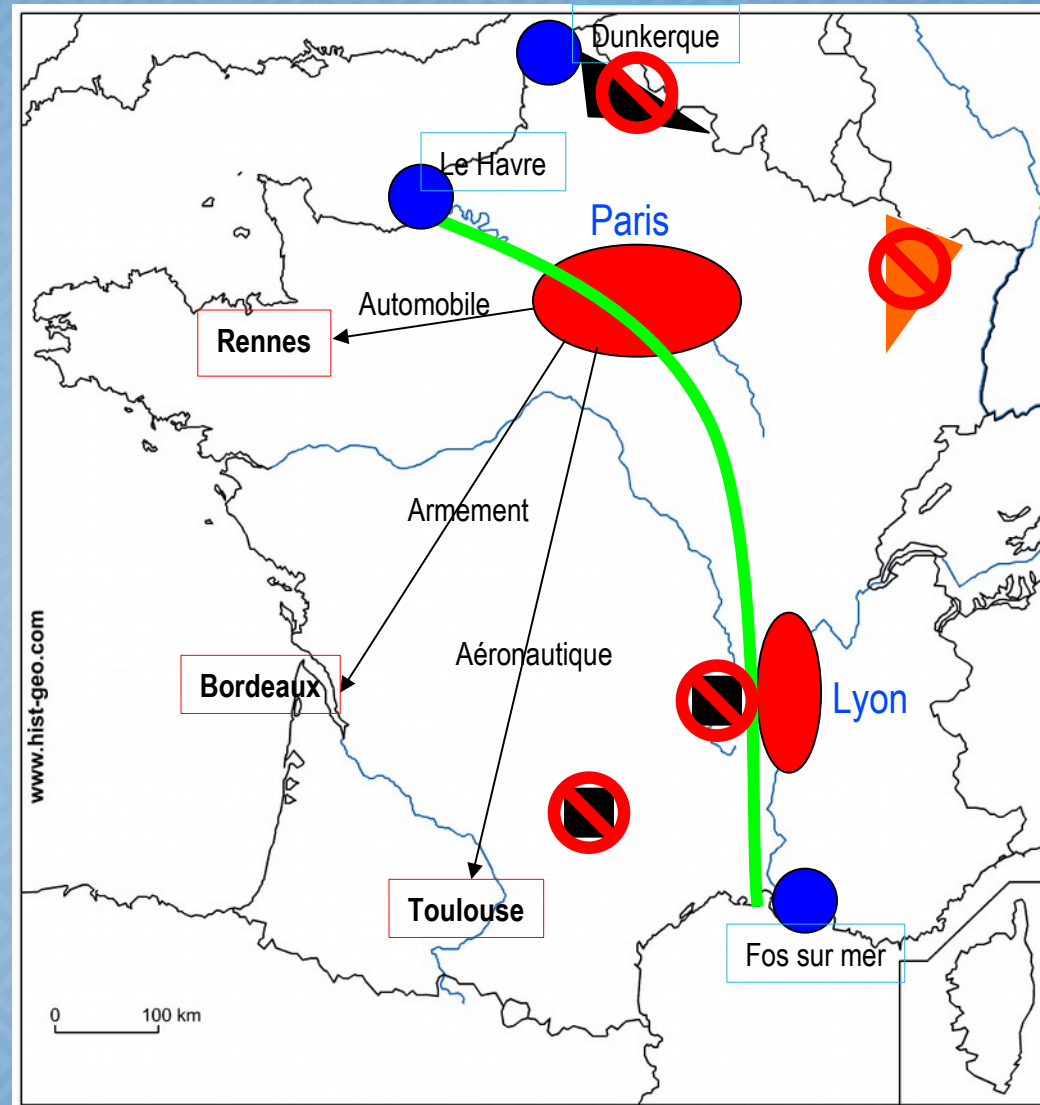 Dunkerque
Le Havre
Paris
Automobile
Rennes
Armement
Aéronautique
Bordeaux
Lyon
www.hist-geo.com
Toulouse
Fos sur mer
0 100 km